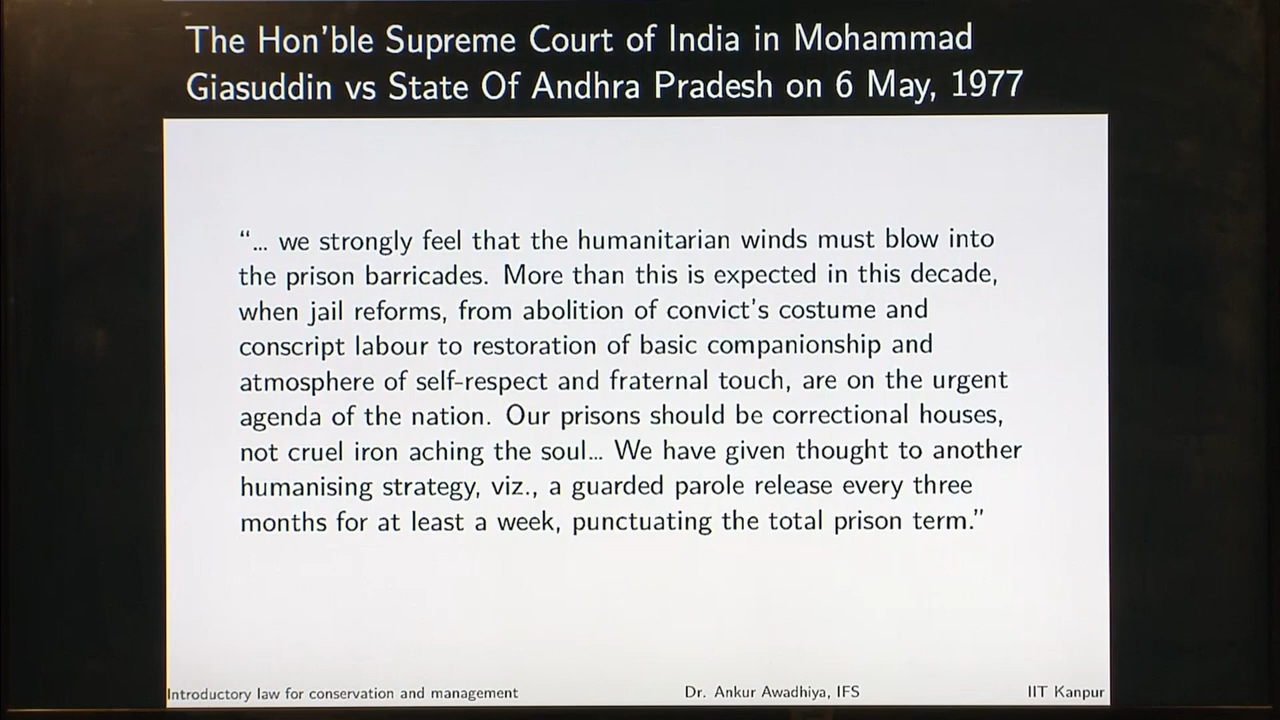 The Hon'ble Supreme Court of India in Mohammad
Giasuddin vs State Of Andhra Pradesh on 6 May, 1977
“… we strongly feel that the humanitarian winds must blow into
the prison barricades. More than this is expected in this decade,
when jail reforms, from abolition of convict's costume and
conscript labour to restoration of basic companionship and
atmosphere of self-respect and fraternal touch, are on the urgent
agenda of the nation. Our prisons should be correctional houses,
not cruel iron aching the soul… We have given thought to another
humanising strategy, viz., a guarded parole release every three
months for at least a week, punctuating the total prison term.”
Introductory law for conservation and management
Dr. Ankur Awadhiya, IFS
IIT Kanpur